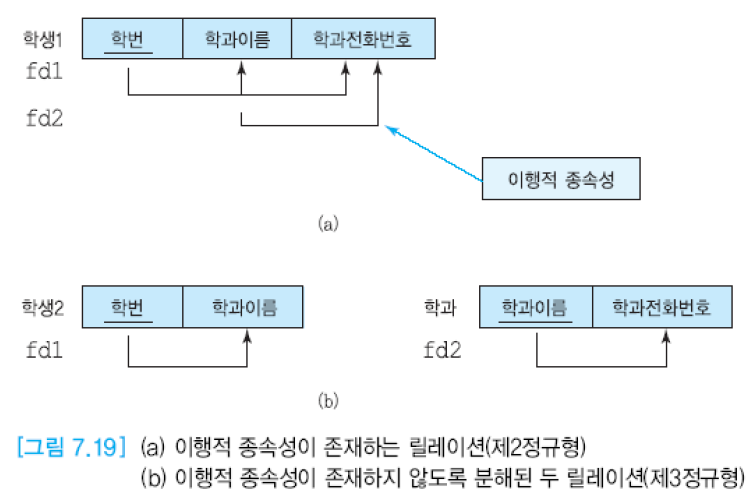 학생1 학번 학과이름 학과전화번호
fd1
fd2
이행적 종속성
(a)
학생2 학번 학과이름 학과 학과이름 학과전화번호
fd1 fd2
(b)
[그림 7.19] (a) 이행적 종속성이 존재하는 릴레이션(제2정규형)
(b) 이행적 종속성이 존재하지 않도록 분해된 두 릴레이션(제3정규형)